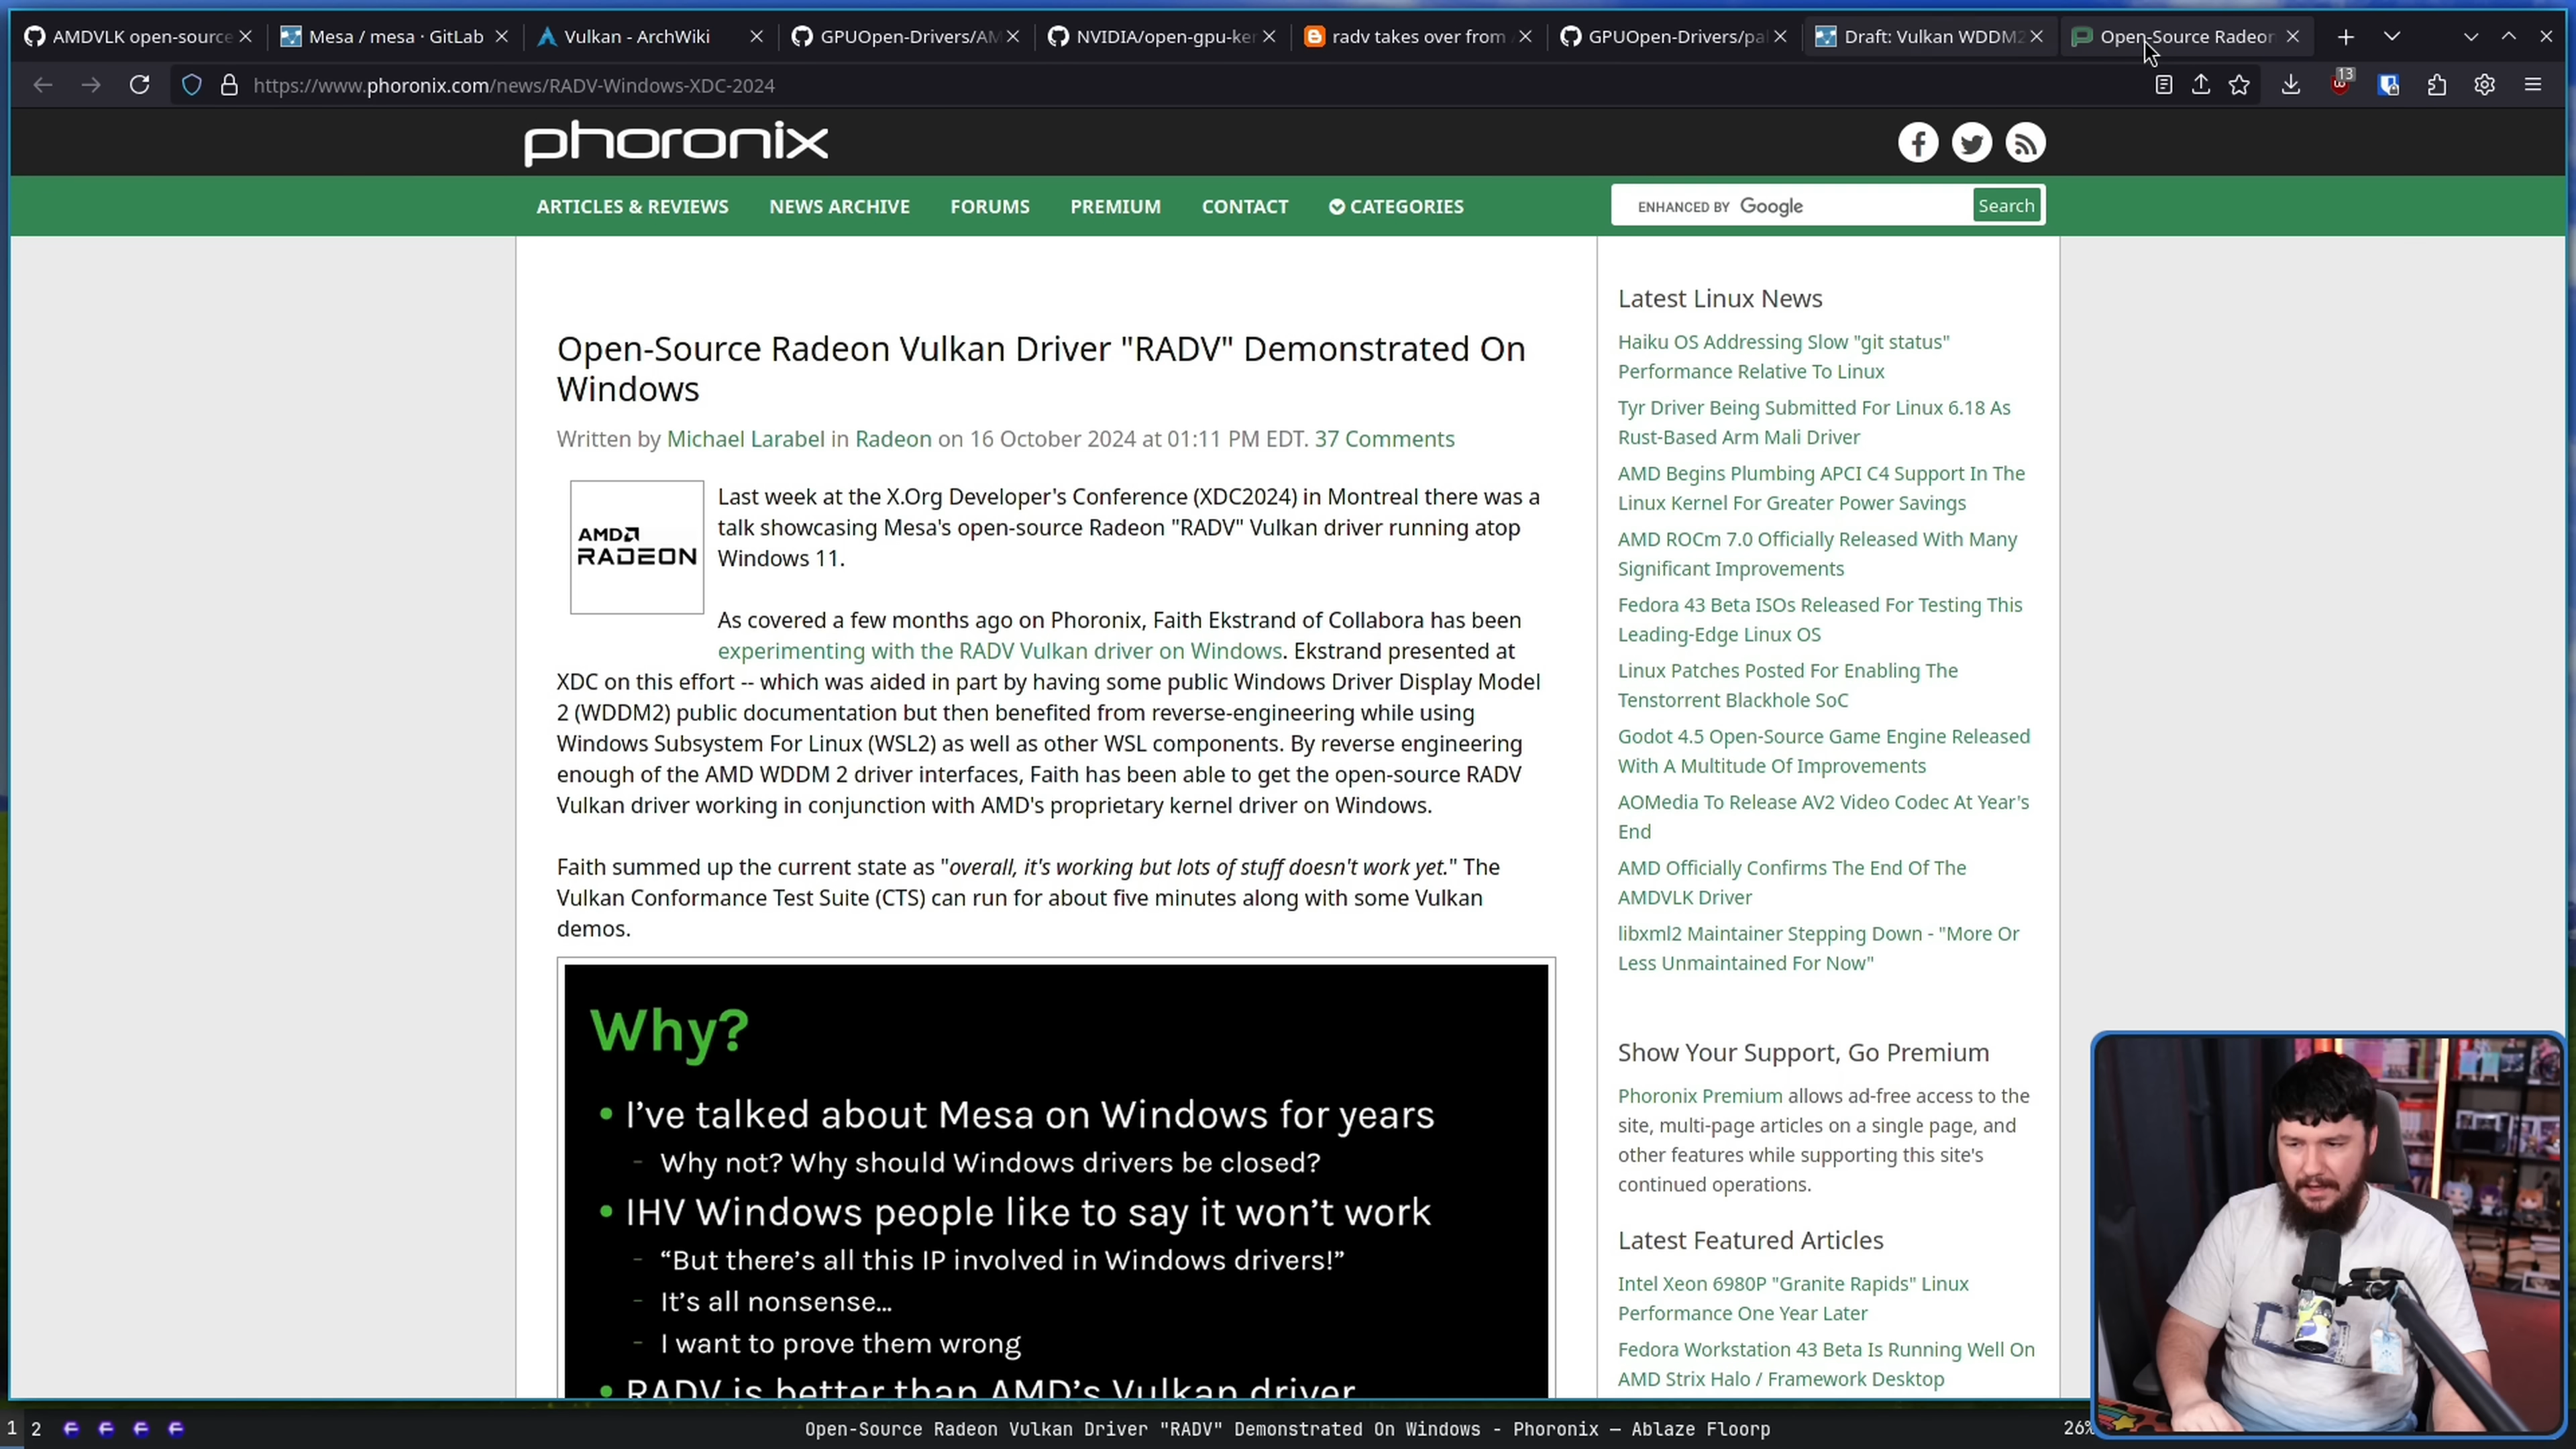 AMDVLK open-source
Mesa / mesa · GitLab
Vulkan - ArchWiki
GPUOpen-Drivers/AM
NVIDIA/open-gpu-ker
radv takes over from
GPUOpen-Drivers/pa
Draft: Vulkan WDDM2
Open-Source Radeon
https://www.phoronix.com/news/RADV-Windows-XDC-2024
13
phoronix
ARTICLES & REVIEWS
NEWS ARCHIVE
FORUMS
PREMIUM
CONTACT
CATEGORIES
ENHANCED BY Google
Search
Open-Source Radeon Vulkan Driver "RADV" Demonstrated On
Windows
Written by Michael Larabel in Radeon on 16 October 2024 at 01:11 PM EDT. 37 Comments
AMD
RADEON
Last week at the X.Org Developer's Conference (XDC2024) in Montreal there was a
talk showcasing Mesa's open-source Radeon "RADV" Vulkan driver running atop
Windows 11.
As covered a few months ago on Phoronix, Faith Ekstrand of Collabora has been
experimenting with the RADV Vulkan driver on Windows. Ekstrand presented at
XDC on this effort -- which was aided in part by having some public Windows Driver Display Model
2 (WDDM2) public documentation but then benefited from reverse-engineering while using
Windows Subsystem For Linux (WSL2) as well as other WSL components. By reverse engineering
enough of the AMD WDDM 2 driver interfaces, Faith has been able to get the open-source RADV
Vulkan driver working in conjunction with AMD's proprietary kernel driver on Windows.
Faith summed up the current state as "overall, it's working but lots of stuff doesn't work yet." The
Vulkan Conformance Test Suite (CTS) can run for about five minutes along with some Vulkan
demos.
Why?
• I've talked about Mesa on Windows for years
- Why not? Why should Windows drivers be closed?
• IHV Windows people like to say it won't work
- “But there's all this IP involved in Windows drivers!”
- It's all nonsense...
- I want to prove them wrong
• RADV is better than AMD's Vulkan driver
Latest Linux News
Haiku OS Addressing Slow "git status"
Performance Relative To Linux
Tyr Driver Being Submitted For Linux 6.18 As
Rust-Based Arm Mali Driver
AMD Begins Plumbing APCI C4 Support In The
Linux Kernel For Greater Power Savings
AMD ROCm 7.0 Officially Released With Many
Significant Improvements
Fedora 43 Beta ISOs Released For Testing This
Leading-Edge Linux OS
Linux Patches Posted For Enabling The
Tenstorrent Blackhole SoC
Godot 4.5 Open-Source Game Engine Released
With A Multitude Of Improvements
AOMedia To Release AV2 Video Codec At Year's
End
AMD Officially Confirms The End Of The
AMDVLK Driver
libxml2 Maintainer Stepping Down - "More Or
Less Unmaintained For Now"
Show Your Support, Go Premium
Phoronix Premium allows ad-free access to the
site, multi-page articles on a single page, and
other features while supporting this site's
continued operations.
Latest Featured Articles
Intel Xeon 6980P "Granite Rapids" Linux
Performance One Year Later
Fedora Workstation 43 Beta Is Running Well On
AMD Strix Halo / Framework Desktop
1 2
Open-Source Radeon Vulkan Driver "RADV" Demonstrated On Windows - Phoronix — Ablaze Floorp
26%